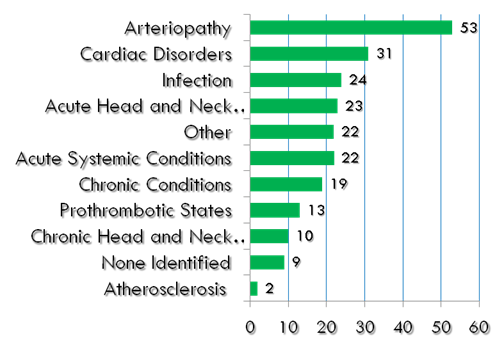 Arteriopathy 53
Cardiac Disorders 31
Infection 24
Acute Head and Neck.. 23
Other 22
Acute Systemic Conditions 22
Chronic Conditions 19
Prothrombotic States 13
Chronic Head and Neck.. 10
None Identified 9
Atherosclerosis 2
0 10 20 30 40 50 60